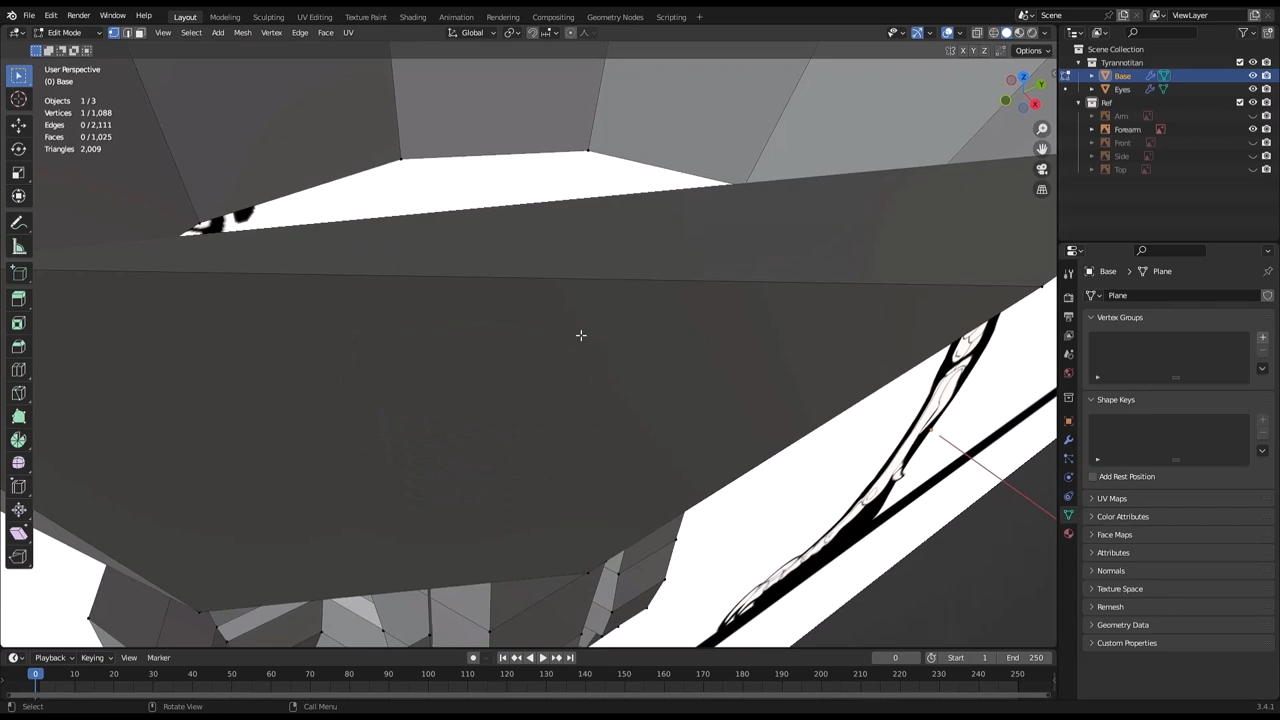 File Edit Render Window Help Layout Modeling Sculpting UV Editing Texture Paint Shading Animation Rendering Compositing Geometry Nodes Scripting + Scene ViewLayer
Edit Mode View Select Add Mesh Vertex Edge Face UV Global
X Y Z Options
User Perspective
(0) Base
Objects 1/3
Vertices 1/1,088
Edges 0/2,111
Faces 0/1,025
Triangles 2,009
Z
Y
X
Scene Collection
Tyrannotitan
Base
Eyes
Ref
Arm
Forearm
Front
Side
Top
Base Plane
Plane
Vertex Groups
Shape Keys
Add Rest Position
UV Maps
Color Attributes
Face Maps
Attributes
Normals
Texture Space
Remesh
Geometry Data
Custom Properties
Playback Keying View Marker 0 Start 1 End 250
0 10 20 30 40 50 60 70 80 90 100 110 120 130 140 150 160 170 180 190 200 210 220 230 240 250
Select Rotate View Call Menu 3.4.1